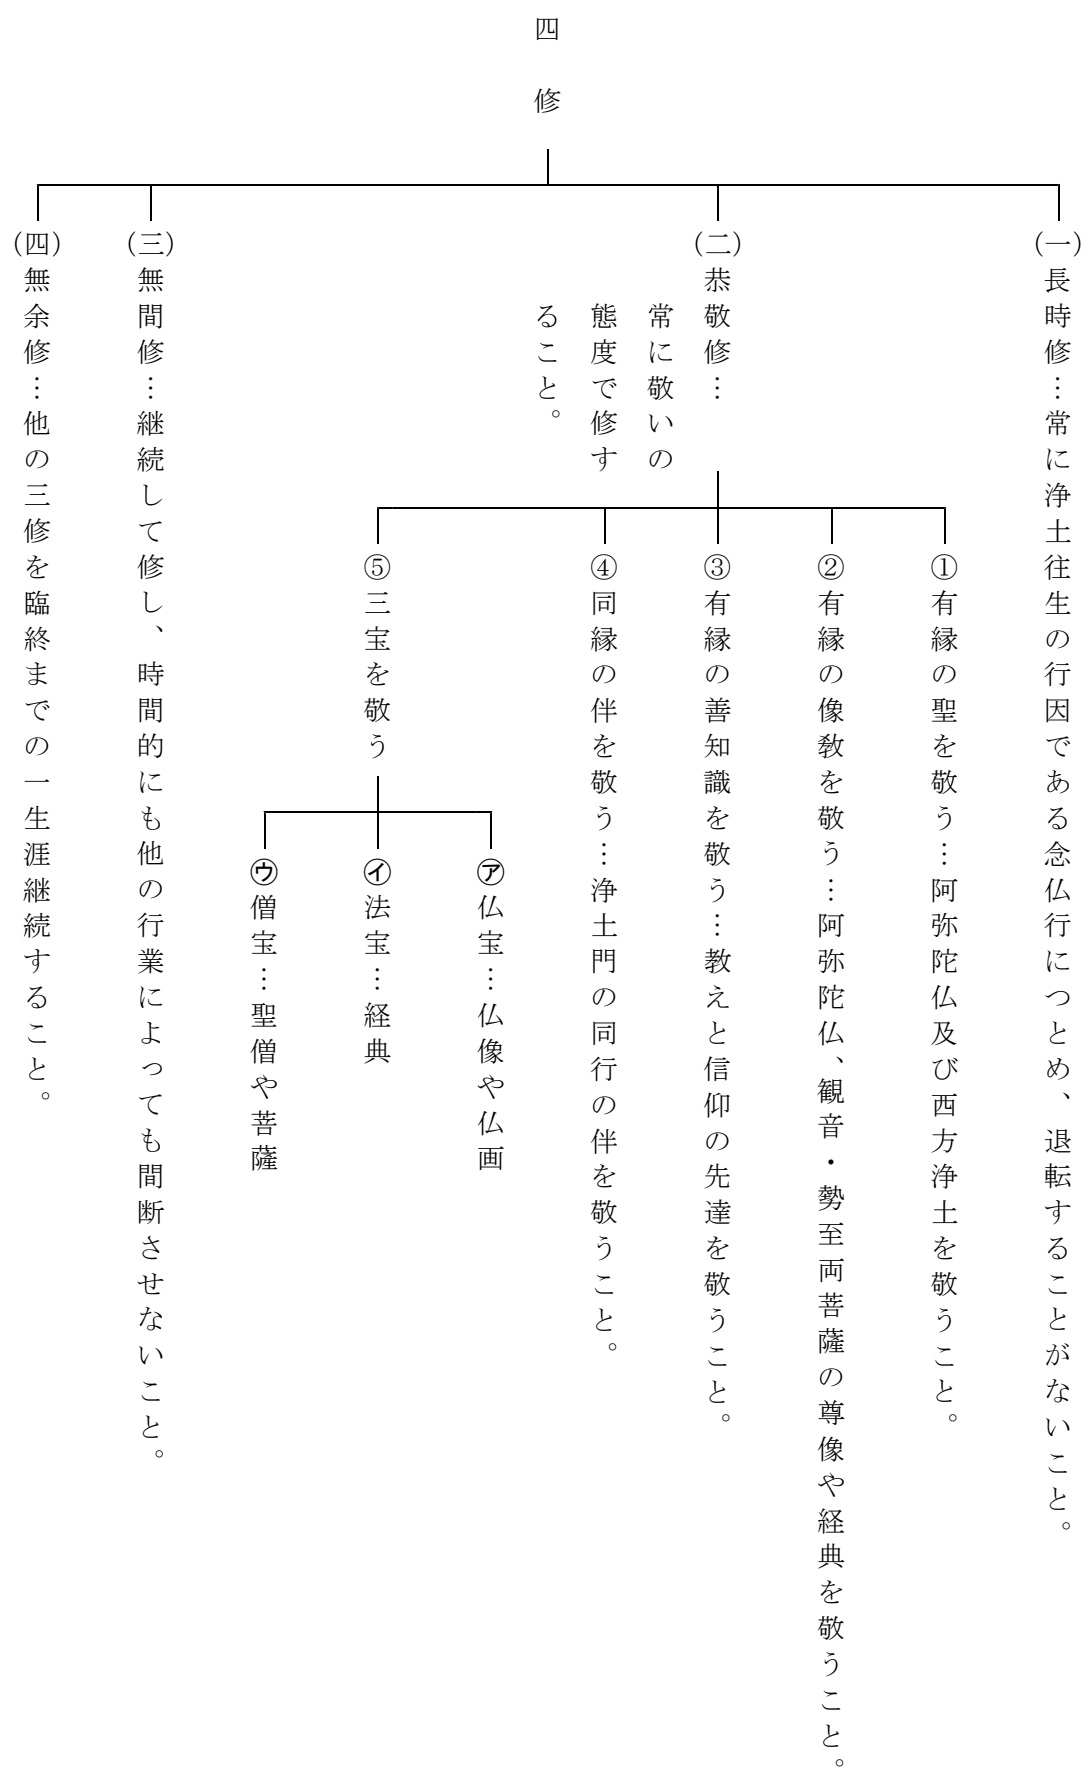 四修
(一)長時修…常に浄土往生の行因である念仏行につとめ、退転することがないこと。
(二)恭敬修…
常に敬いの
態度で修す
ること。
①有縁の聖を敬う…阿弥陀仏及び西方浄土を敬うこと。
②有縁の像教を敬う…阿弥陀仏、観音・勢至両菩薩の尊像や経典を敬うこと。
③有縁の善知識を敬う…教えと信仰の先達を敬うこと。
④同縁の伴を敬う…浄土門の同行の伴を敬うこと。
⑤三宝を敬う
㋐仏宝…仏像や仏画
㋑法宝…経典
㋒僧宝…聖僧や菩薩
(三)無間修…継続して修し、時間的にも他の行業によっても間断させないこと。
(四)無余修…他の三修を臨終までの一生涯継続すること。